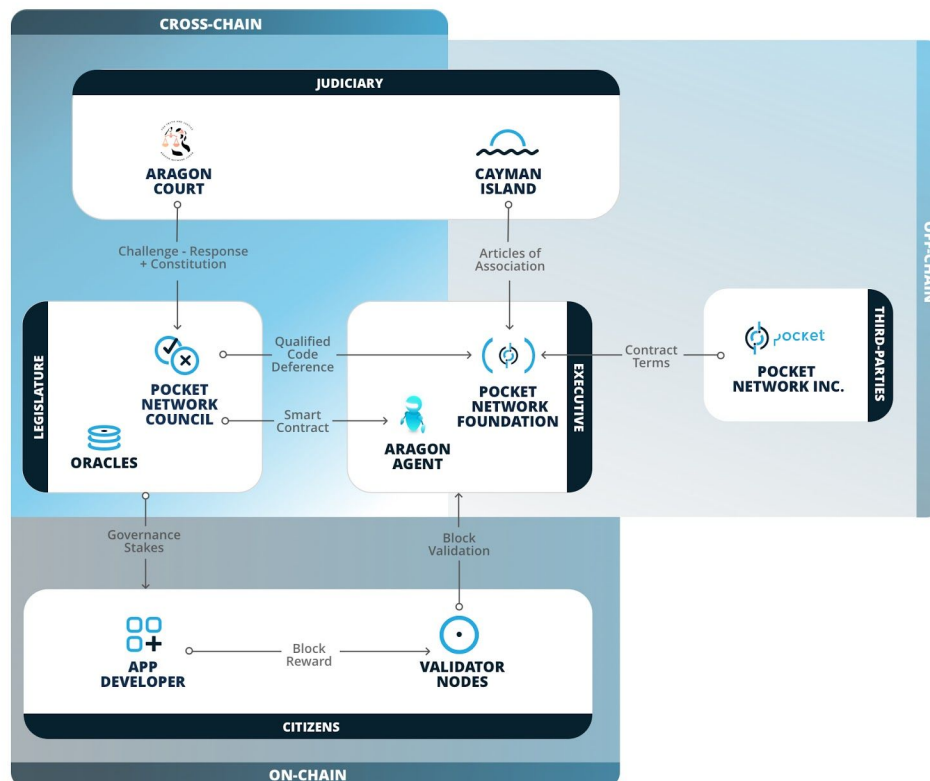 CROSS-CHAIN
JUDICIARY
ARAGON
COURT
CAYMAN
ISLAND
Challenge - Response
+ Constitution
Articles of
Association
OFF-CHAIN
LEGISLATURE
POCKET
NETWORK
COUNCIL
ORACLES
Qualified
Code
Deference
Smart
Contract
POCKET
NETWORK
FOUNDATION
ARAGON
AGENT
EXECUTIVE
Contract
Terms
pocket
POCKET
NETWORK INC.
THIRD-PARTIES
Governance
Stakes
Block
Validation
APP
DEVELOPER
Block
Reward
VALIDATOR
NODES
CITIZENS
ON-CHAIN